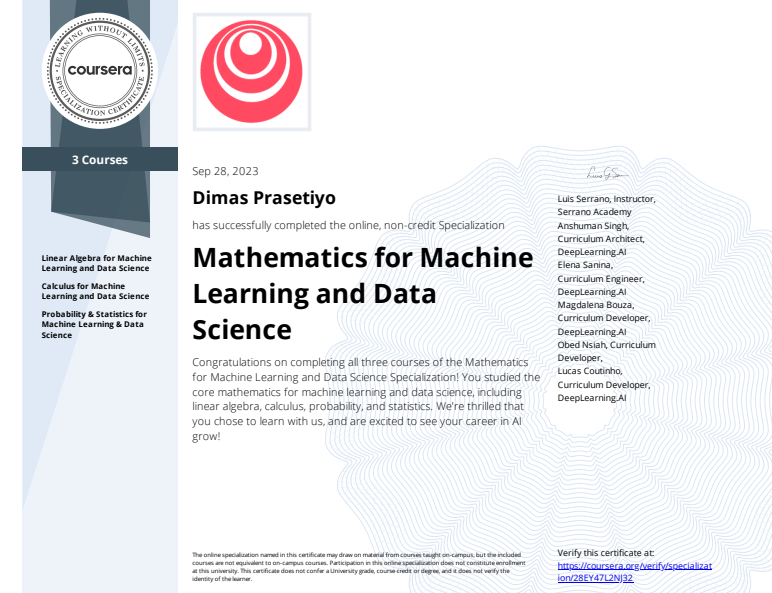 LEARNING WITHOUT LIMITS
coursera
SPECIALIZATION CERTIFICATE
3 Courses
Linear Algebra for Machine
Learning and Data Science
Calculus for Machine
Learning and Data Science
Probability & Statistics for
Machine Learning & Data
Science
Sep 28, 2023
Dimas Prasetiyo
has successfully completed the online, non-credit Specialization
Mathematics for Machine
Learning and Data
Science
Congratulations on completing all three courses of the Mathematics
for Machine Learning and Data Science Specialization! You studied the
core mathematics for machine learning and data science, including
linear algebra, calculus, probability, and statistics. We're thrilled that
you chose to learn with us, and are excited to see your career in AI
grow!
Luis Serrano, Instructor,
Serrano Academy
Anshuman Singh,
Curriculum Architect,
DeepLearning.AI
Elena Sanina,
Curriculum Engineer,
DeepLearning.AI
Magdalena Bouza,
Curriculum Developer,
DeepLearning.AI
Obed Nsiah, Curriculum
Developer,
Lucas Coutinho,
Curriculum Developer,
DeepLearning.AI
The online specialization named in this certificate may draw on material from courses taught on-campus, but the included
courses are not equivalent to on-campus courses. Participation in this online specialization does not constitute enrollment
at this university. This certificate does not confer a University grade, course credit or degree, and it does not verify the
identity of the learner.
Verify this certificate at:
https://coursera.org/verify/specializat
ion/28EY47L2NJ32